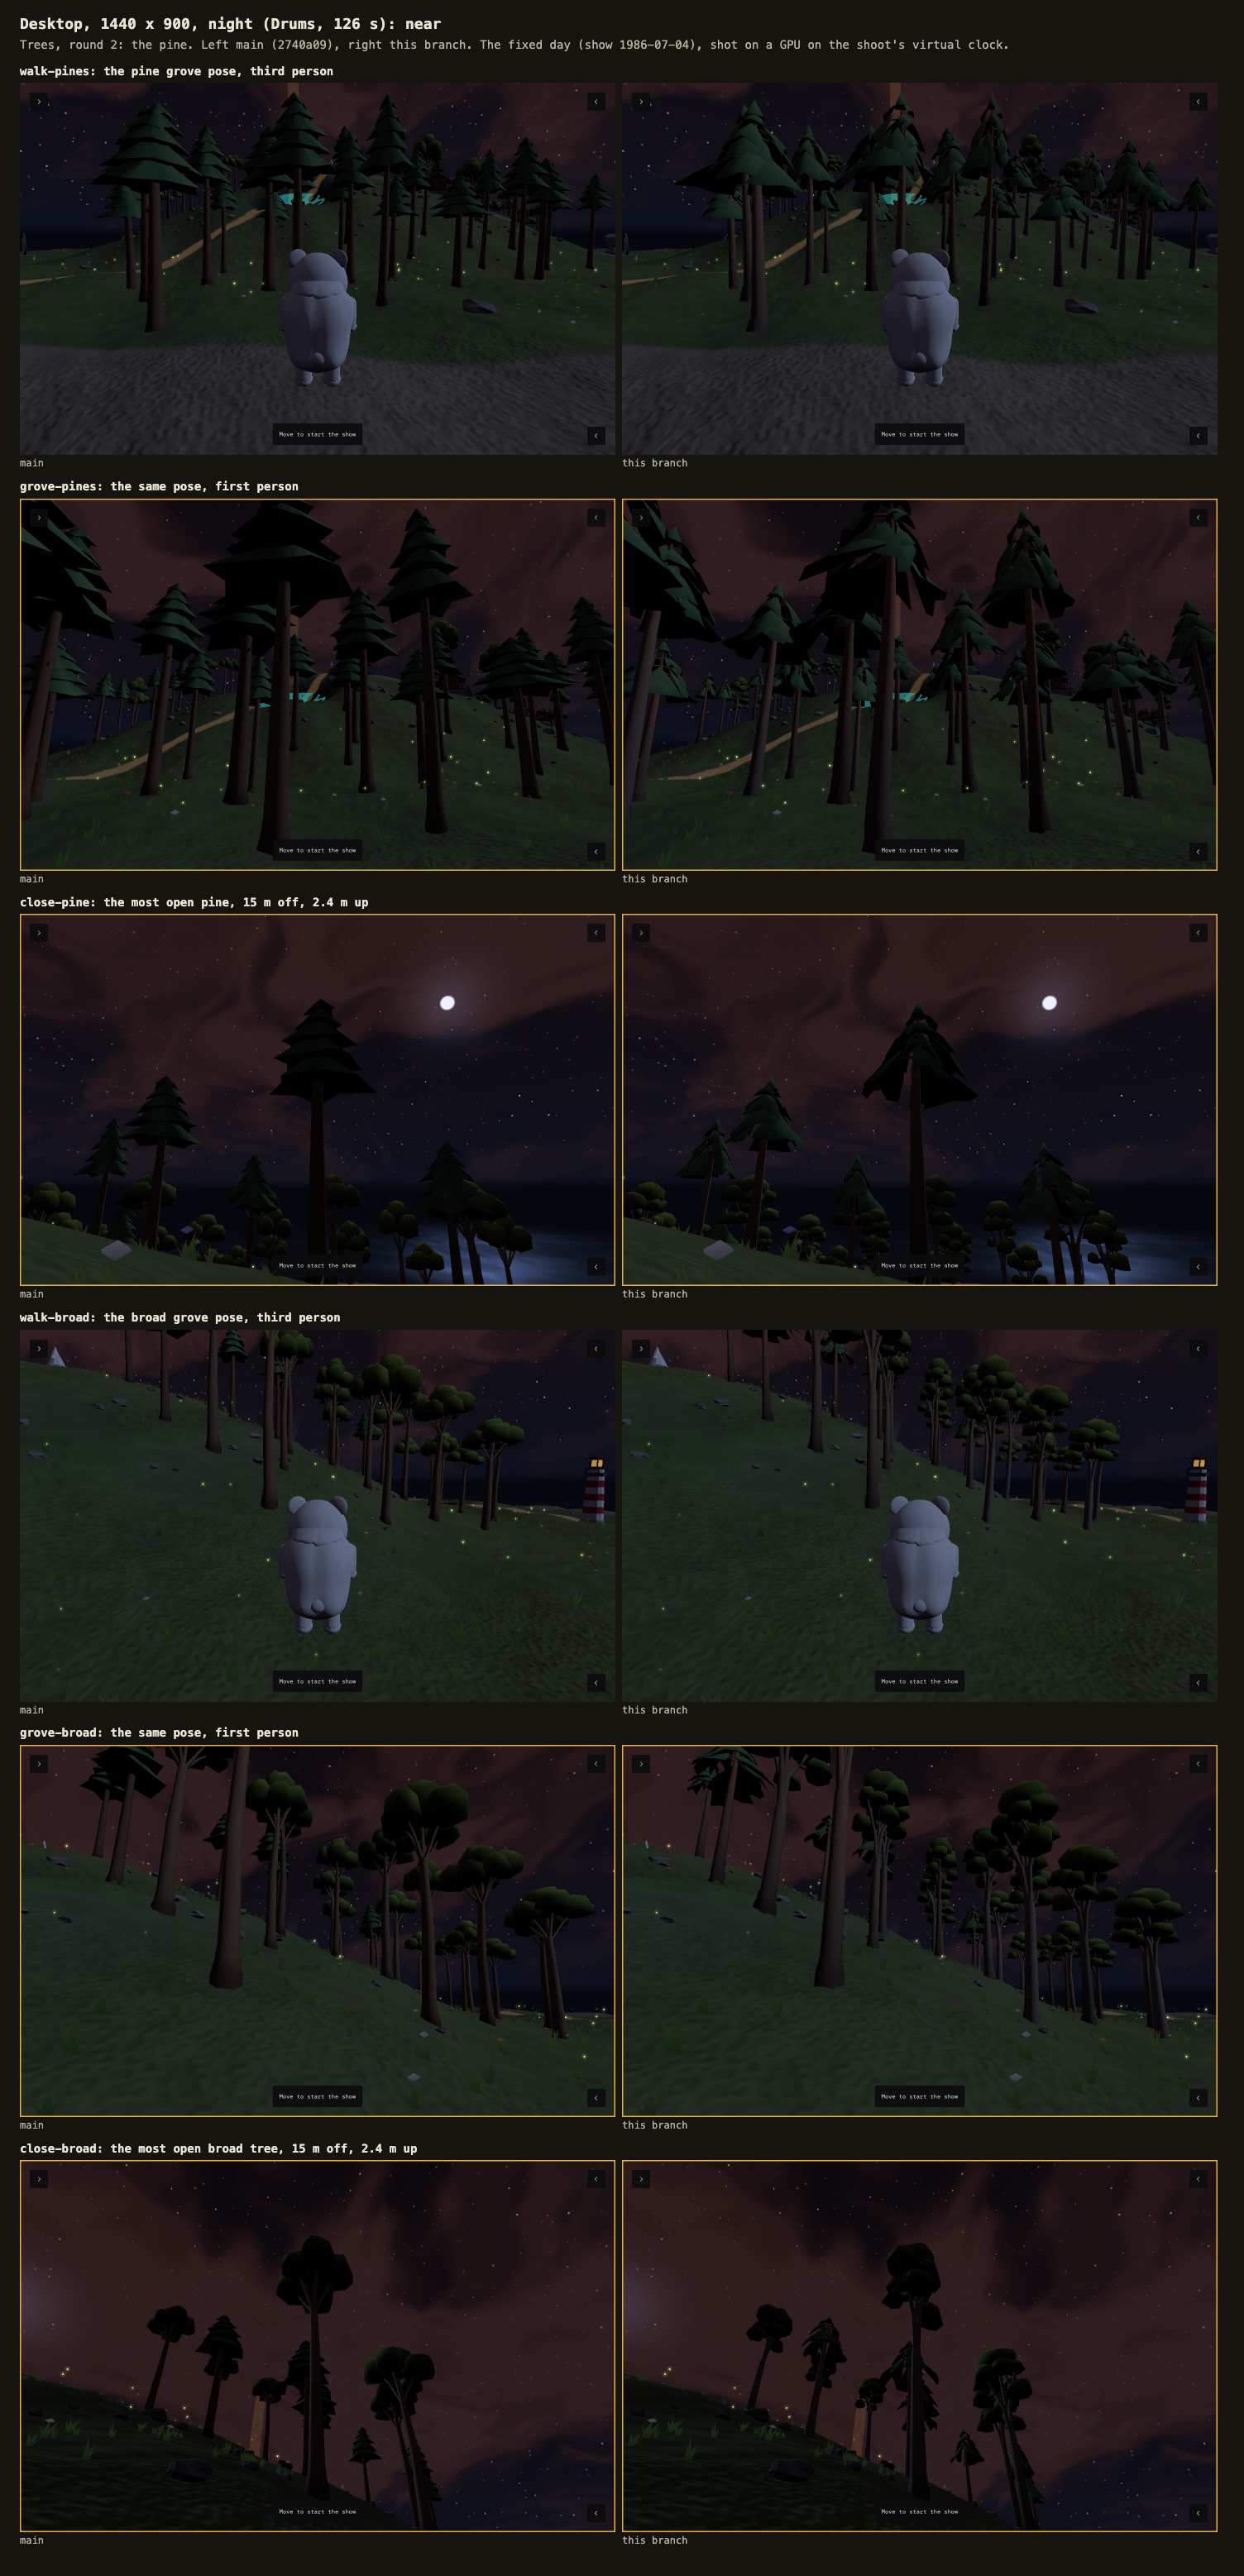 Desktop, 1440 x 900, night (Drums, 126 s): near
Trees, round 2: the pine. Left main (2740a09), right this branch. The fixed day (show 1986-07-04), shot on a GPU on the shoot's virtual clock.
walk-pines: the pine grove pose, third person
Move to start the show
Move to start the show
main
this branch
grove-pines: the same pose, first person
Move to start the show
Move to start the show
main
this branch
close-pine: the most open pine, 15 m off, 2.4 m up
Move to start the show
Move to start the show
main
this branch
walk-broad: the broad grove pose, third person
Move to start the show
Move to start the show
main
this branch
grove-broad: the same pose, first person
Move to start the show
Move to start the show
main
this branch
close-broad: the most open broad tree, 15 m off, 2.4 m up
Move to start the show
Move to start the show
main
this branch